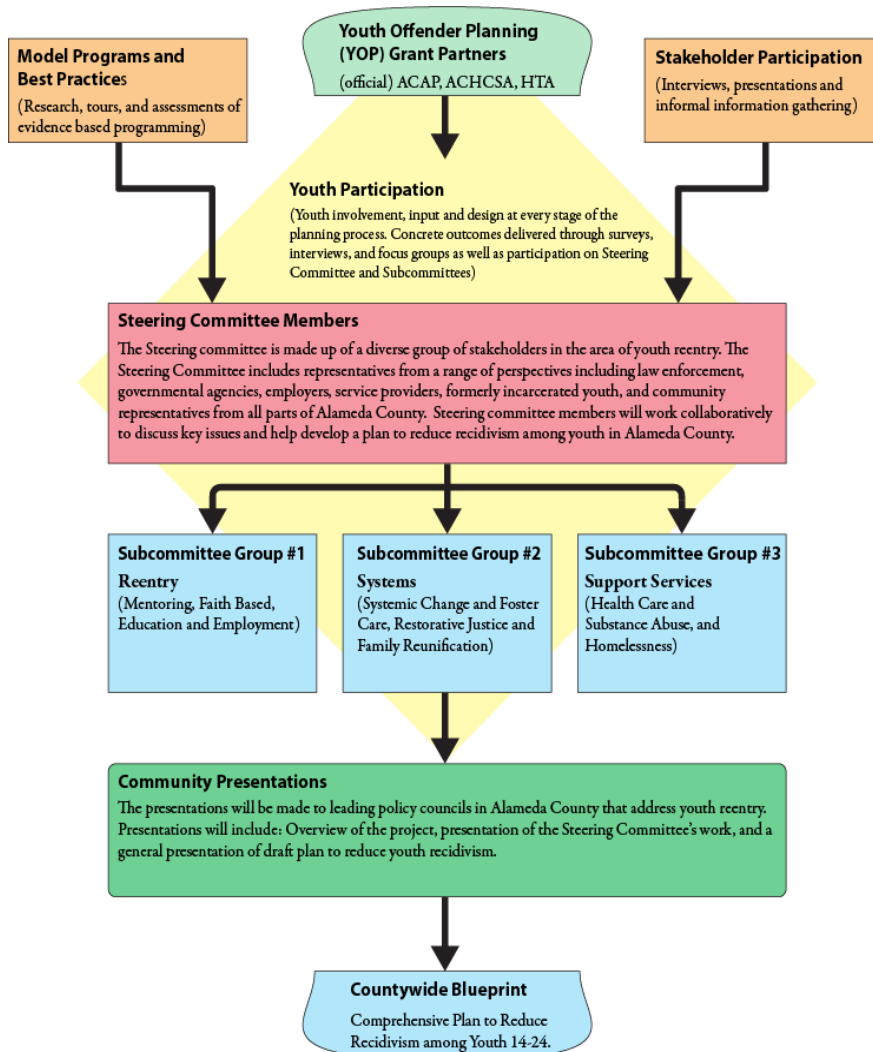 Model Programs and
Best Practices
(Research, tours, and assessments of
evidence based programming)
Youth Offender Planning
(YOP) Grant Partners
(official) ACAP, ACHCSA, HTA
Stakeholder Participation
(Interviews, presentations and
informal information gathering)
Youth Participation
(Youth involvement, input and design at every stage of the
planning process. Concrete outcomes delivered through surveys,
interviews, and focus groups as well as participation on Steering
Committee and Subcommittees)
Steering Committee Members
The Steering committee is made up of a diverse group of stakeholders in the area of youth reentry. The
Steering Committee includes representatives from a range of perspectives including law enforcement,
governmental agencies, employers, service providers, formerly incarcerated youth, and community
representatives from all parts of Alameda County. Steering committee members will work collaboratively
to discuss key issues and help develop a plan to reduce recidivism among youth in Alameda County.
Subcommittee Group #1
Reentry
(Mentoring, Faith Based,
Education and Employment)
Subcommittee Group #2
Systems
(Systemic Change and Foster
Care, Restorative Justice and
Family Reunification)
Subcommittee Group #3
Support Services
(Health Care and
Substance Abuse, and
Homelessness)
Community Presentations
The presentations will be made to leading policy councils in Alameda County that address youth reentry.
Presentations will include: Overview of the project, presentation of the Steering Committee's work, and a
general presentation of draft plan to reduce youth recidivism.
Countywide Blueprint
Comprehensive Plan to Reduce
Recidivism among Youth 14-24.